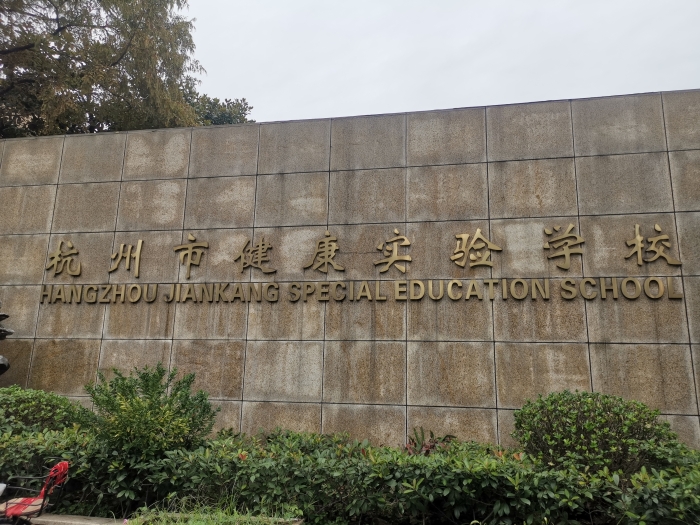 杭州市健康实验学校
HANGZHOU JIANKANG SPECIAL EDUCATION SCHOOL